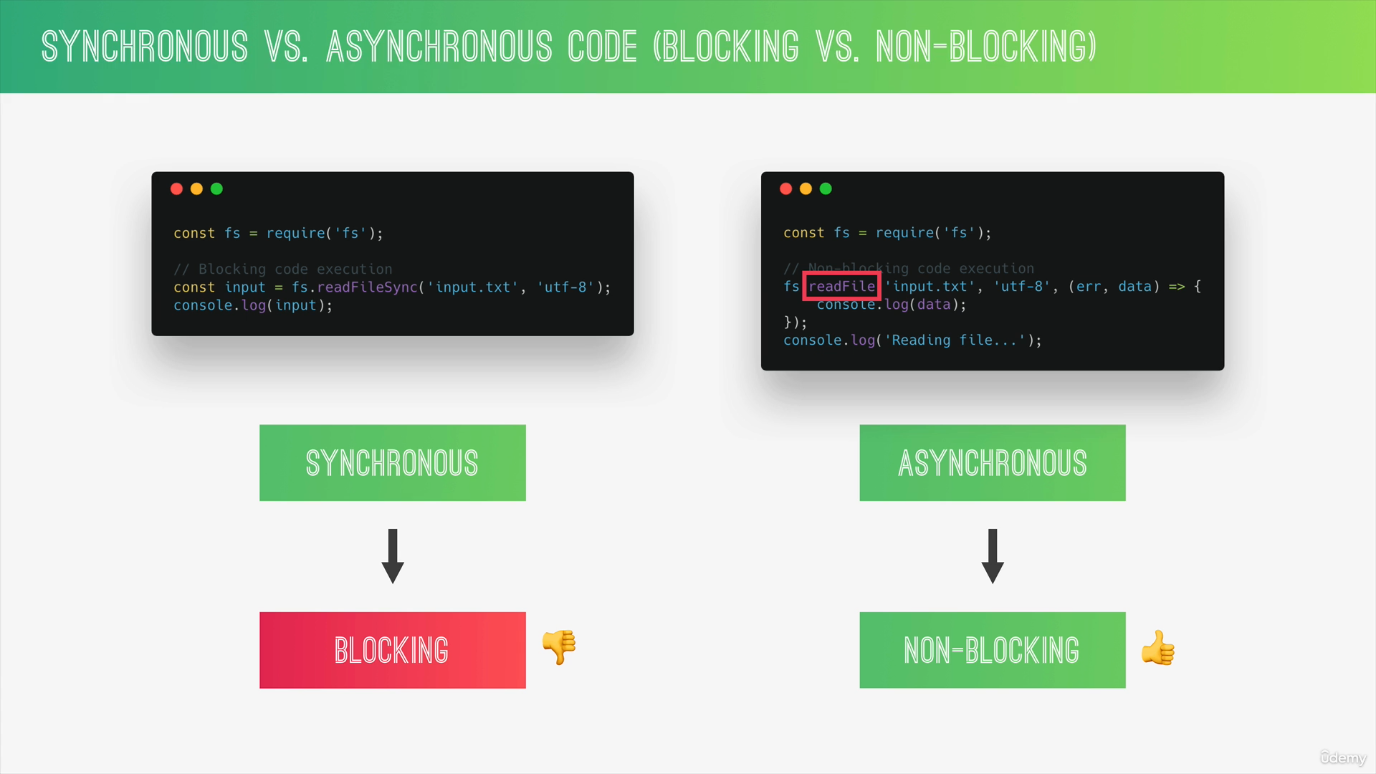 SYNCHRONOUS VS. ASYNCHRONOUS CODE (BLOCKING VS. NON-BLOCKING)
const fs = require('fs');
// Blocking code execution
const input = fs.readFileSync('input.txt', 'utf-8');
console.log(input);
const fs = require('fs');
// Non-blocking code execution
fs readFile 'input.txt', 'utf-8', (err, data) => {
console.log(data);
});
console.log('Reading file...');
SYNCHRONOUS
ASYNCHRONOUS
BLOCKING
NON-BLOCKING
ûdemy